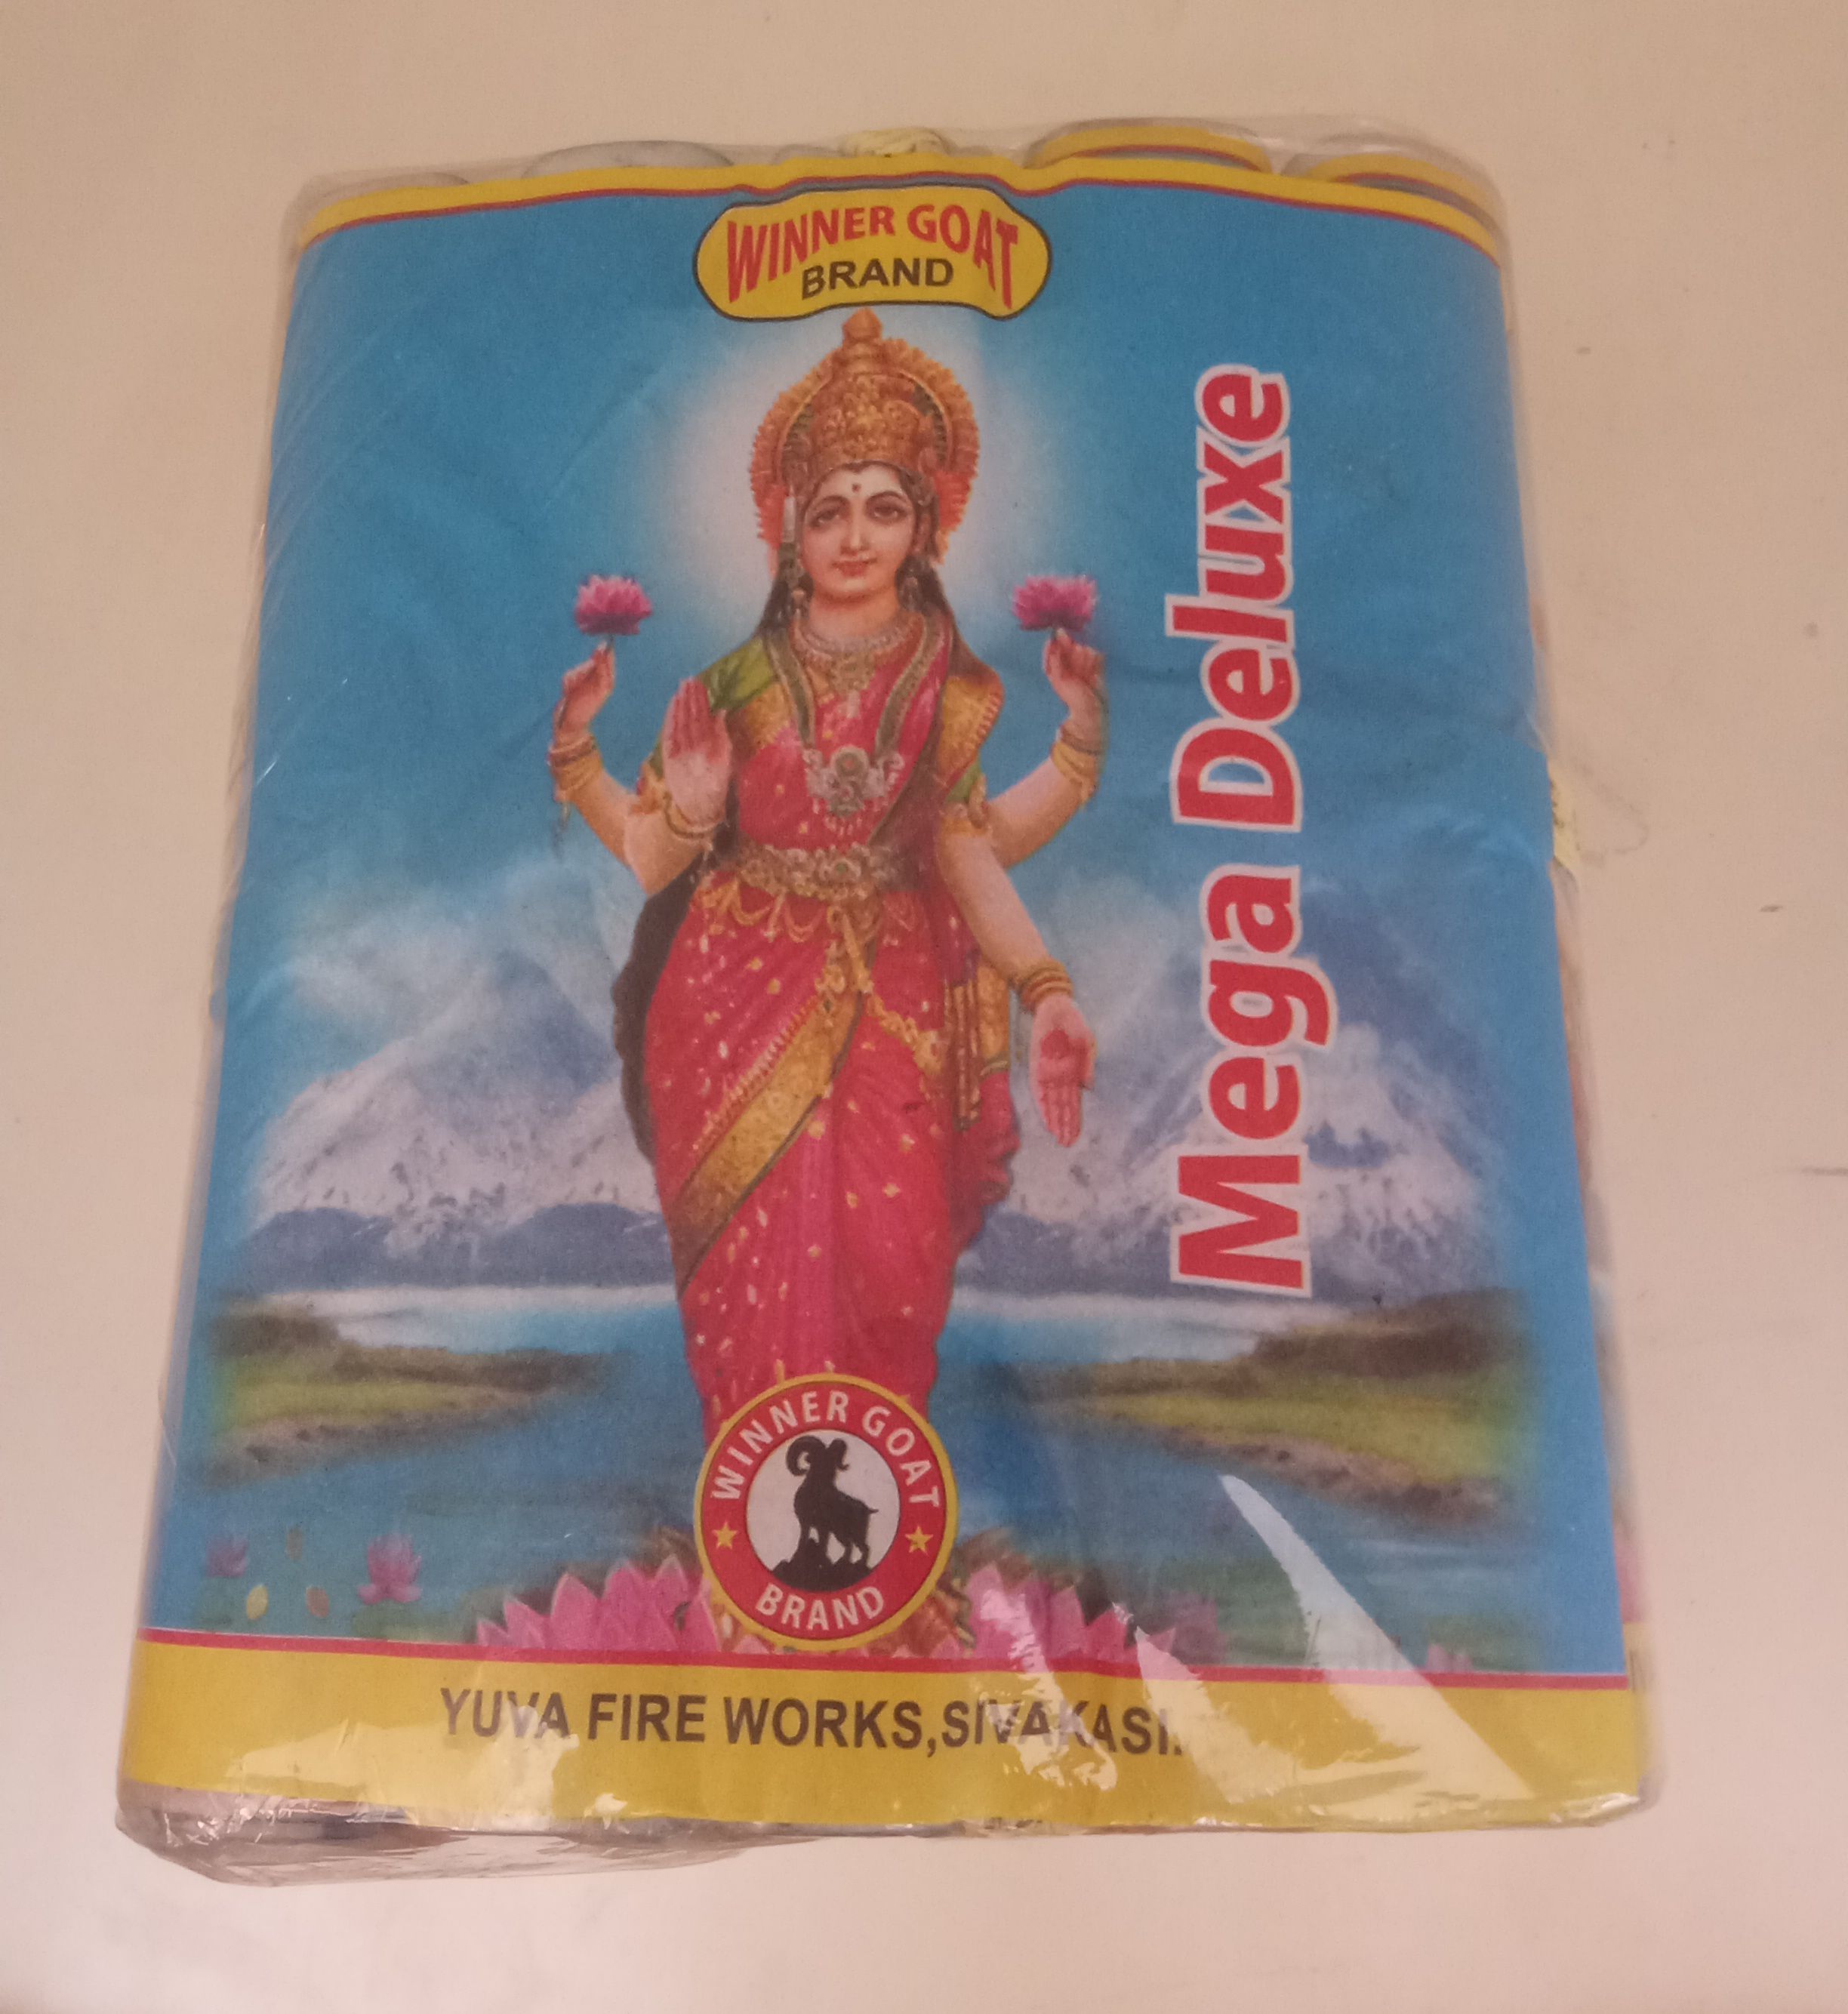 WINNER GOAT
BRAND
Mega Deluxe
WINNER GOAT
BRAND
YUVA FIRE WORKS,SIVAKASI.